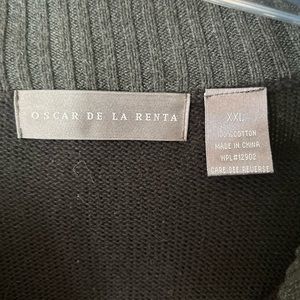 OSCAR DE LA RENTA
XXL
100% COTTON
MADE IN CHINA
WPL#12902
CARE SEE REVERSE